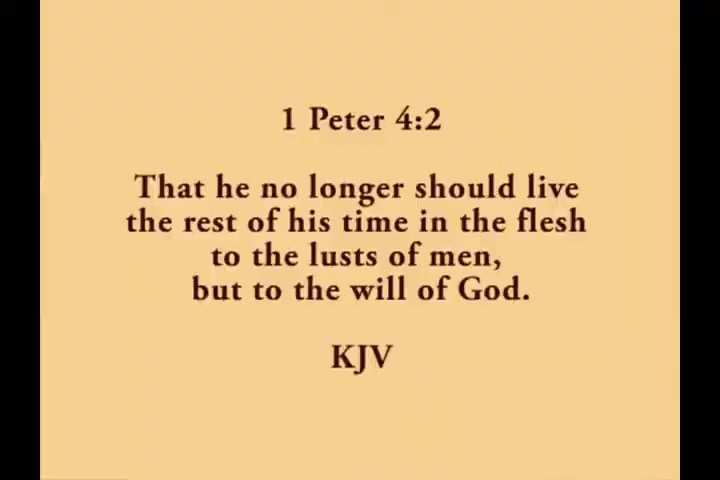 1 Peter 4:2
That he no longer should live
the rest of his time in the flesh
to the lusts of men,
but to the will of God.
KJV